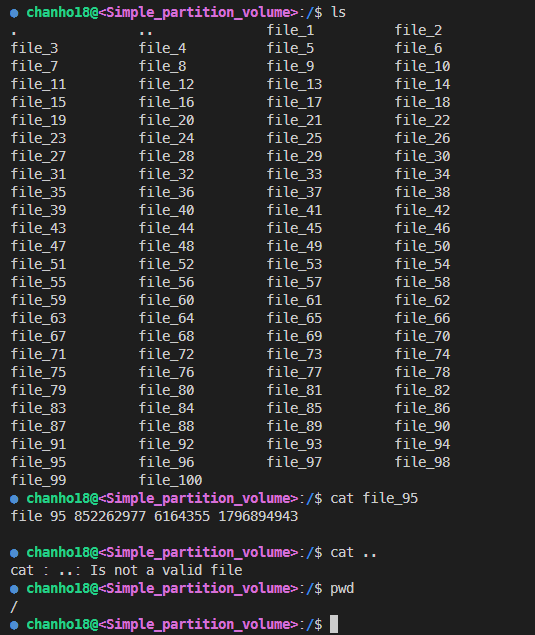 ● chanho18@<Simple_partition_volume>:/$ ls
. .. file_1 file_2
file_3 file_4 file_5 file_6
file_7 file_8 file_9 file_10
file_11 file_12 file_13 file_14
file_15 file_16 file_17 file_18
file_19 file_20 file_21 file_22
file_23 file_24 file_25 file_26
file_27 file_28 file_29 file_30
file_31 file_32 file_33 file_34
file_35 file_36 file_37 file_38
file_39 file_40 file_41 file_42
file_43 file_44 file_45 file_46
file_47 file_48 file_49 file_50
file_51 file_52 file_53 file_54
file_55 file_56 file_57 file_58
file_59 file_60 file_61 file_62
file_63 file_64 file_65 file_66
file_67 file_68 file_69 file_70
file_71 file_72 file_73 file_74
file_75 file_76 file_77 file_78
file_79 file_80 file_81 file_82
file_83 file_84 file_85 file_86
file_87 file_88 file_89 file_90
file_91 file_92 file_93 file_94
file_95 file_96 file_97 file_98
file_99 file_100
● chanho18@<Simple_partition_volume>:/$ cat file_95
file 95 852262977 6164355 1796894943
● chanho18@<Simple_partition_volume>:/$ cat ..
cat : ..: Is not a valid file
● chanho18@<Simple_partition_volume>:/$ pwd
/
● chanho18@<Simple_partition_volume>:/$